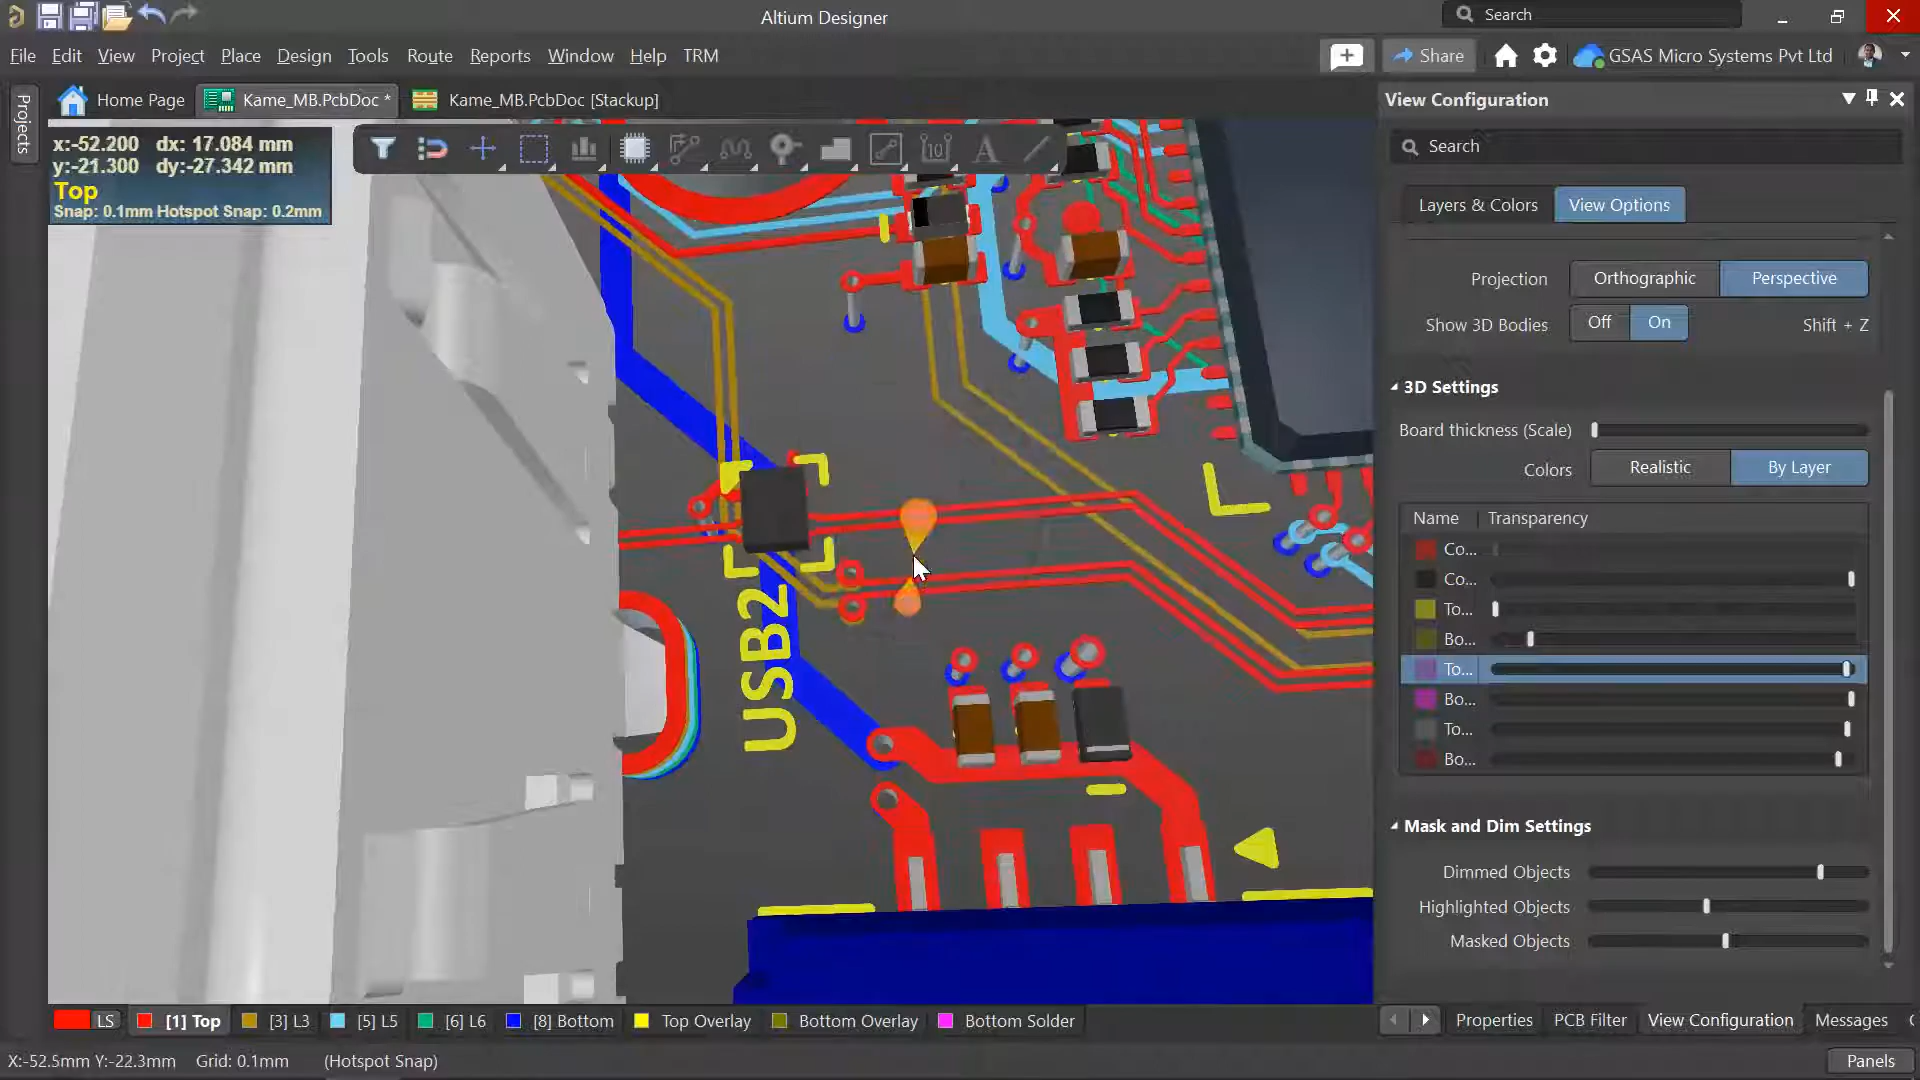 Altium Designer
Search
File Edit View Project Place Design Tools Route Reports Window Help TRM
Share
GSAS Micro Systems Pvt Ltd
Projects
Home Page
Kame_MB.PcbDoc *
Kame_MB.PcbDoc [Stackup]
View Configuration
x:-52.200 dx: 17.084 mm
y:-21.300 dy:-27.342 mm
Top
Snap: 0.1mm Hotspot Snap: 0.2mm
10
A
Search
Layers & Colors
View Options
Projection Orthographic Perspective
Show 3D Bodies Off On Shift + Z
3D Settings
Board thickness (Scale)
Colors Realistic By Layer
Name Transparency
Co...
Co...
To...
Bo...
To...
Bo...
To...
Bo...
Mask and Dim Settings
Dimmed Objects
Highlighted Objects
Masked Objects
USB2
LS [1] Top [3] L3 [5] L5 [6] L6 [8] Bottom Top Overlay Bottom Overlay Bottom Solder
Properties PCB Filter View Configuration Messages
X:-52.5mm Y:-22.3mm Grid: 0.1mm (Hotspot Snap)
Panels